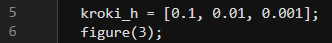 5 kroki_h = [0.1, 0.01, 0.001];
6 figure(3);